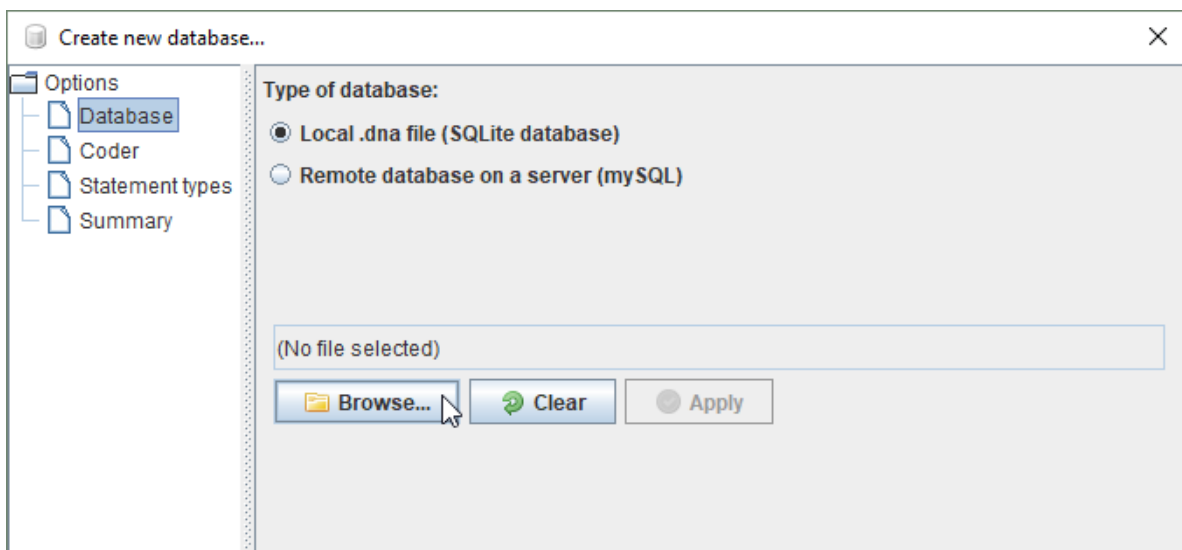 Create new database...
Options
Database
Coder
Statement types
Summary
Type of database:
Local .dna file (SQLite database)
Remote database on a server (mySQL)
(No file selected)
Browse... Clear Apply